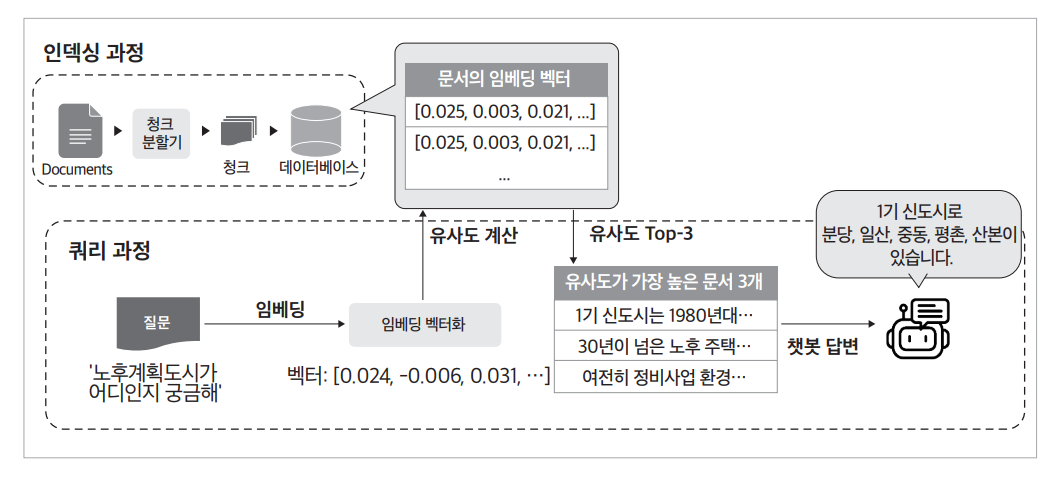 인덱싱 과정
Documents
청크
분할기
청크
데이터베이스
문서의 임베딩 벡터
[0.025, 0.003, 0.021, ...]
[0.025, 0.003, 0.021, ...]
...
쿼리 과정
질문
'노후계획도시가
어디인지 궁금해'
임베딩
임베딩 벡터화
벡터: [0.024, -0.006, 0.031, …]
유사도 계산
유사도 Top-3
유사도가 가장 높은 문서 3개
1기 신도시는 1980년대…
30년이 넘은 노후 주택…
여전히 정비사업 환경…
챗봇 답변
1기 신도시로
분당, 일산, 중동, 평촌, 산본이
있습니다.